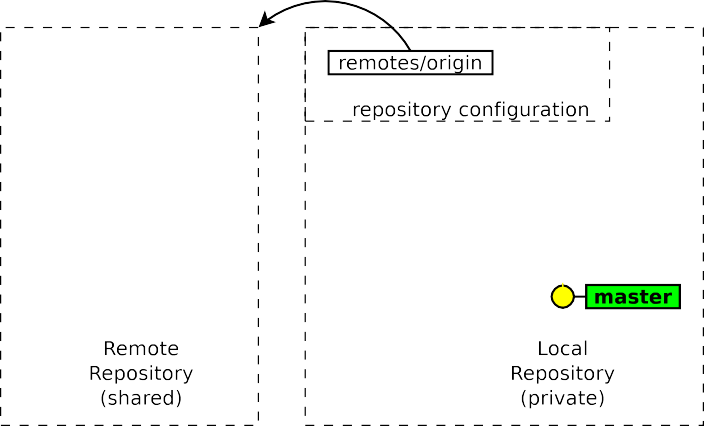 remotes/origin
repository configuration
master
Remote
Repository
(shared)
Local
Repository
(private)